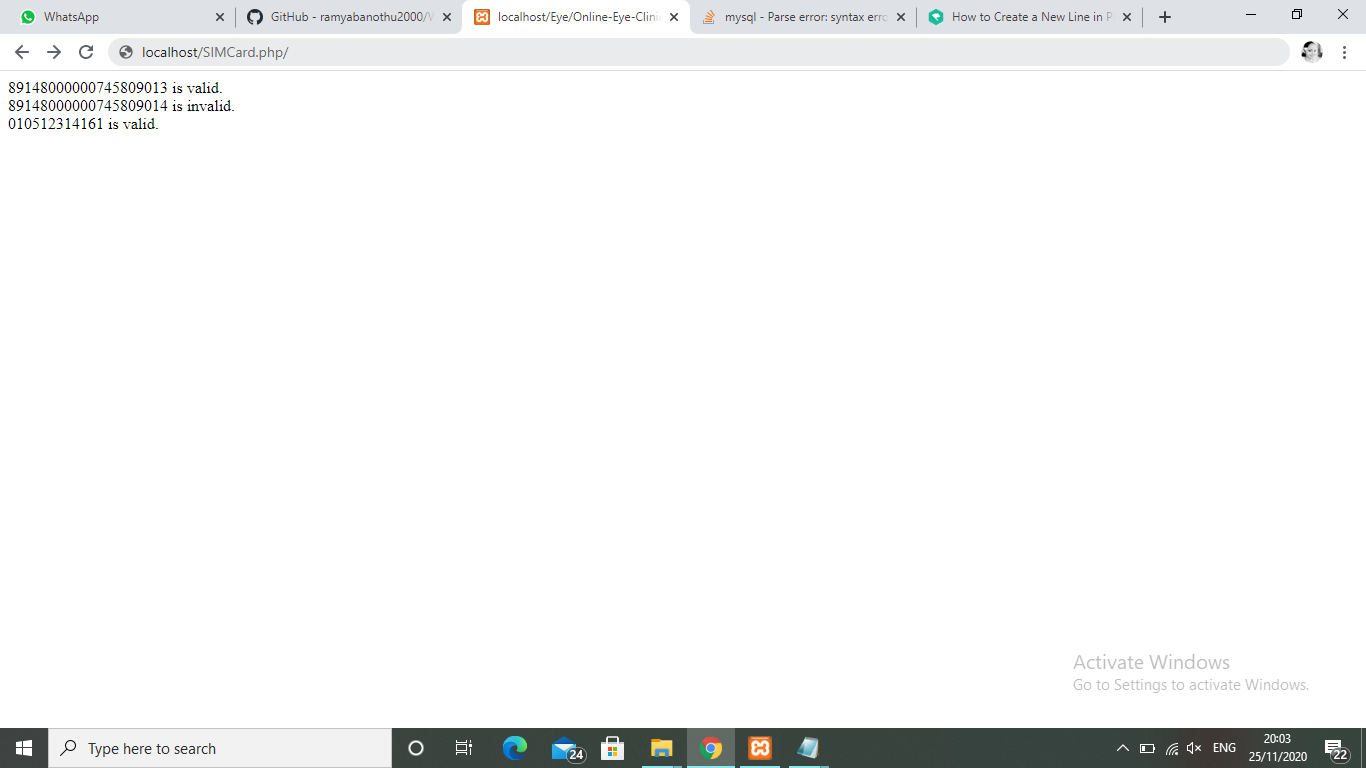 WhatsApp
GitHub - ramyabanothu2000/
localhost/Eye/Online-Eye-Clini
mysql - Parse error: syntax erro
How to Create a New Line in P
localhost/SIMCard.php/
89148000000745809013 is valid.
89148000000745809014 is invalid.
010512314161 is valid.
Activate Windows
Go to Settings to activate Windows.
Type here to search
24
ENG
20:03
25/11/2020
22